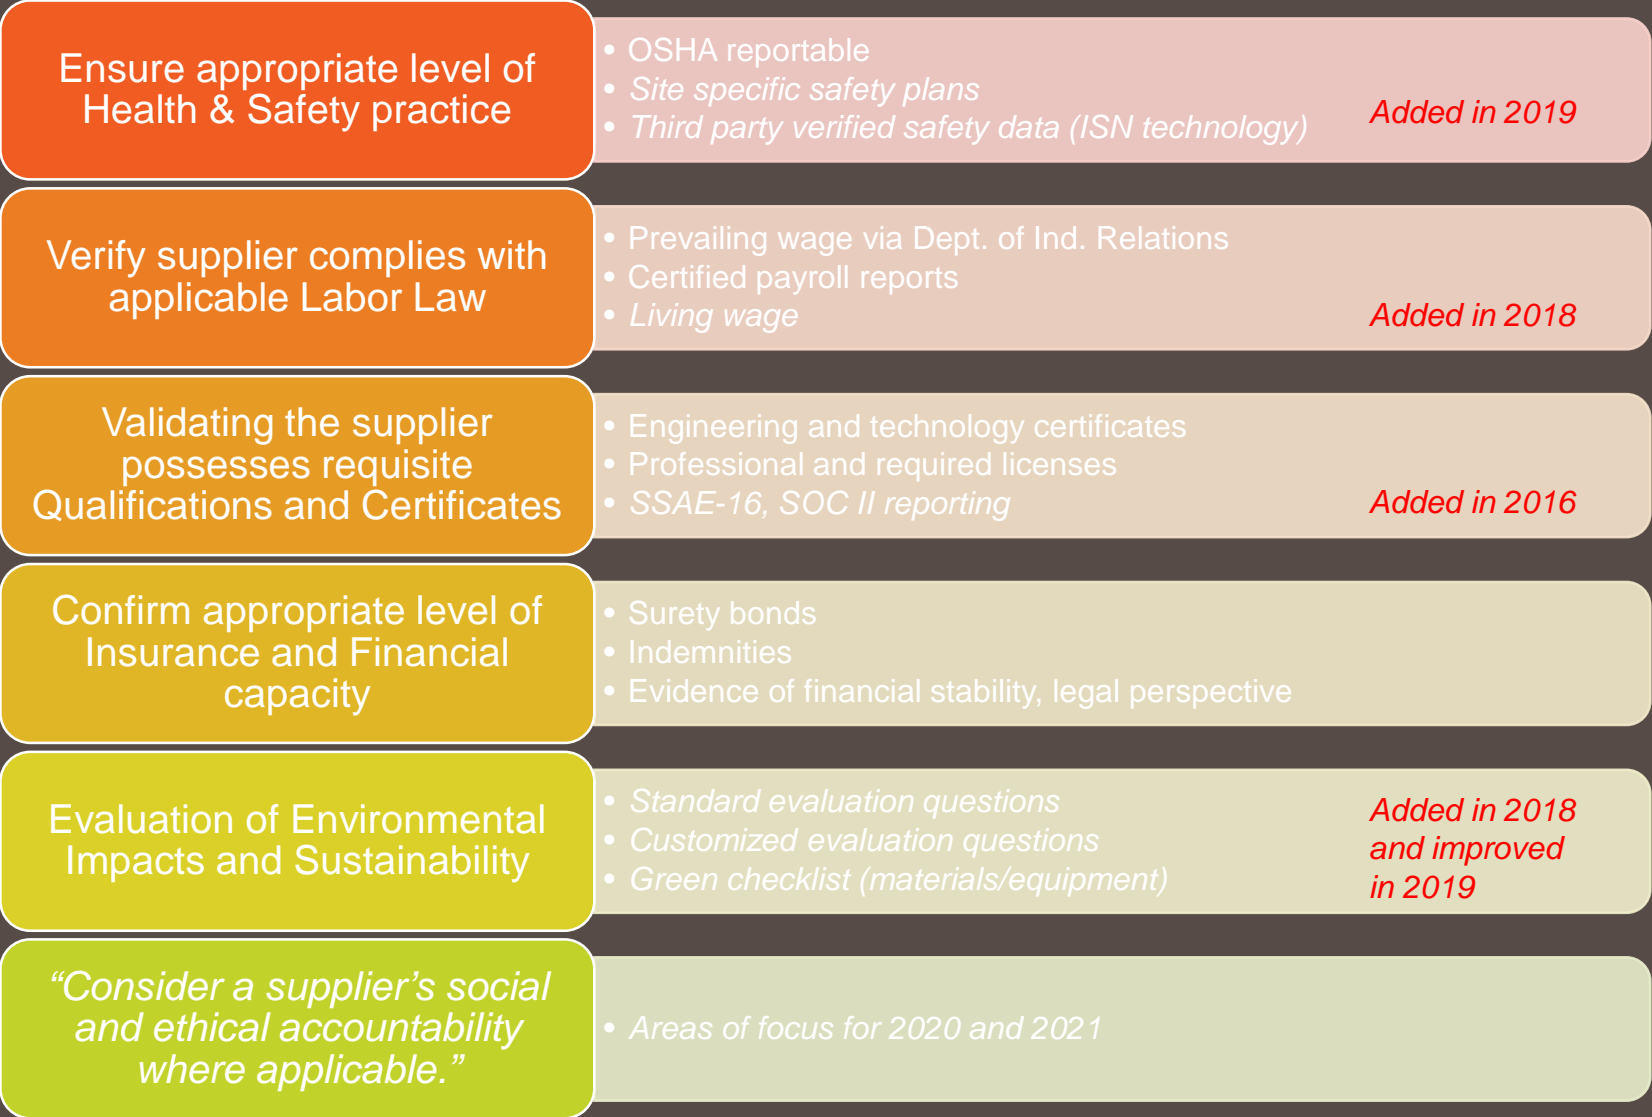 Ensure appropriate level of
Health & Safety practice
• OSHA reportable
• Site specific safety plans
• Third party verified safety data (ISN technology)
Added in 2019
Verify supplier complies with
applicable Labor Law
• Prevailing wage via Dept. of Ind. Relations
• Certified payroll reports
• Living wage
Added in 2018
Validating the supplier
possesses requisite
Qualifications and Certificates
• Engineering and technology certificates
• Professional and required licenses
• SSAE-16, SOC II reporting
Added in 2016
Confirm appropriate level of
Insurance and Financial
capacity
• Surety bonds
• Indemnities
• Evidence of financial stability, legal perspective
Evaluation of Environmental
Impacts and Sustainability
• Standard evaluation questions
• Customized evaluation questions
• Green checklist (materials/equipment)
Added in 2018
and improved
in 2019
“Consider a supplier’s social
and ethical accountability
where applicable.”
• Areas of focus for 2020 and 2021